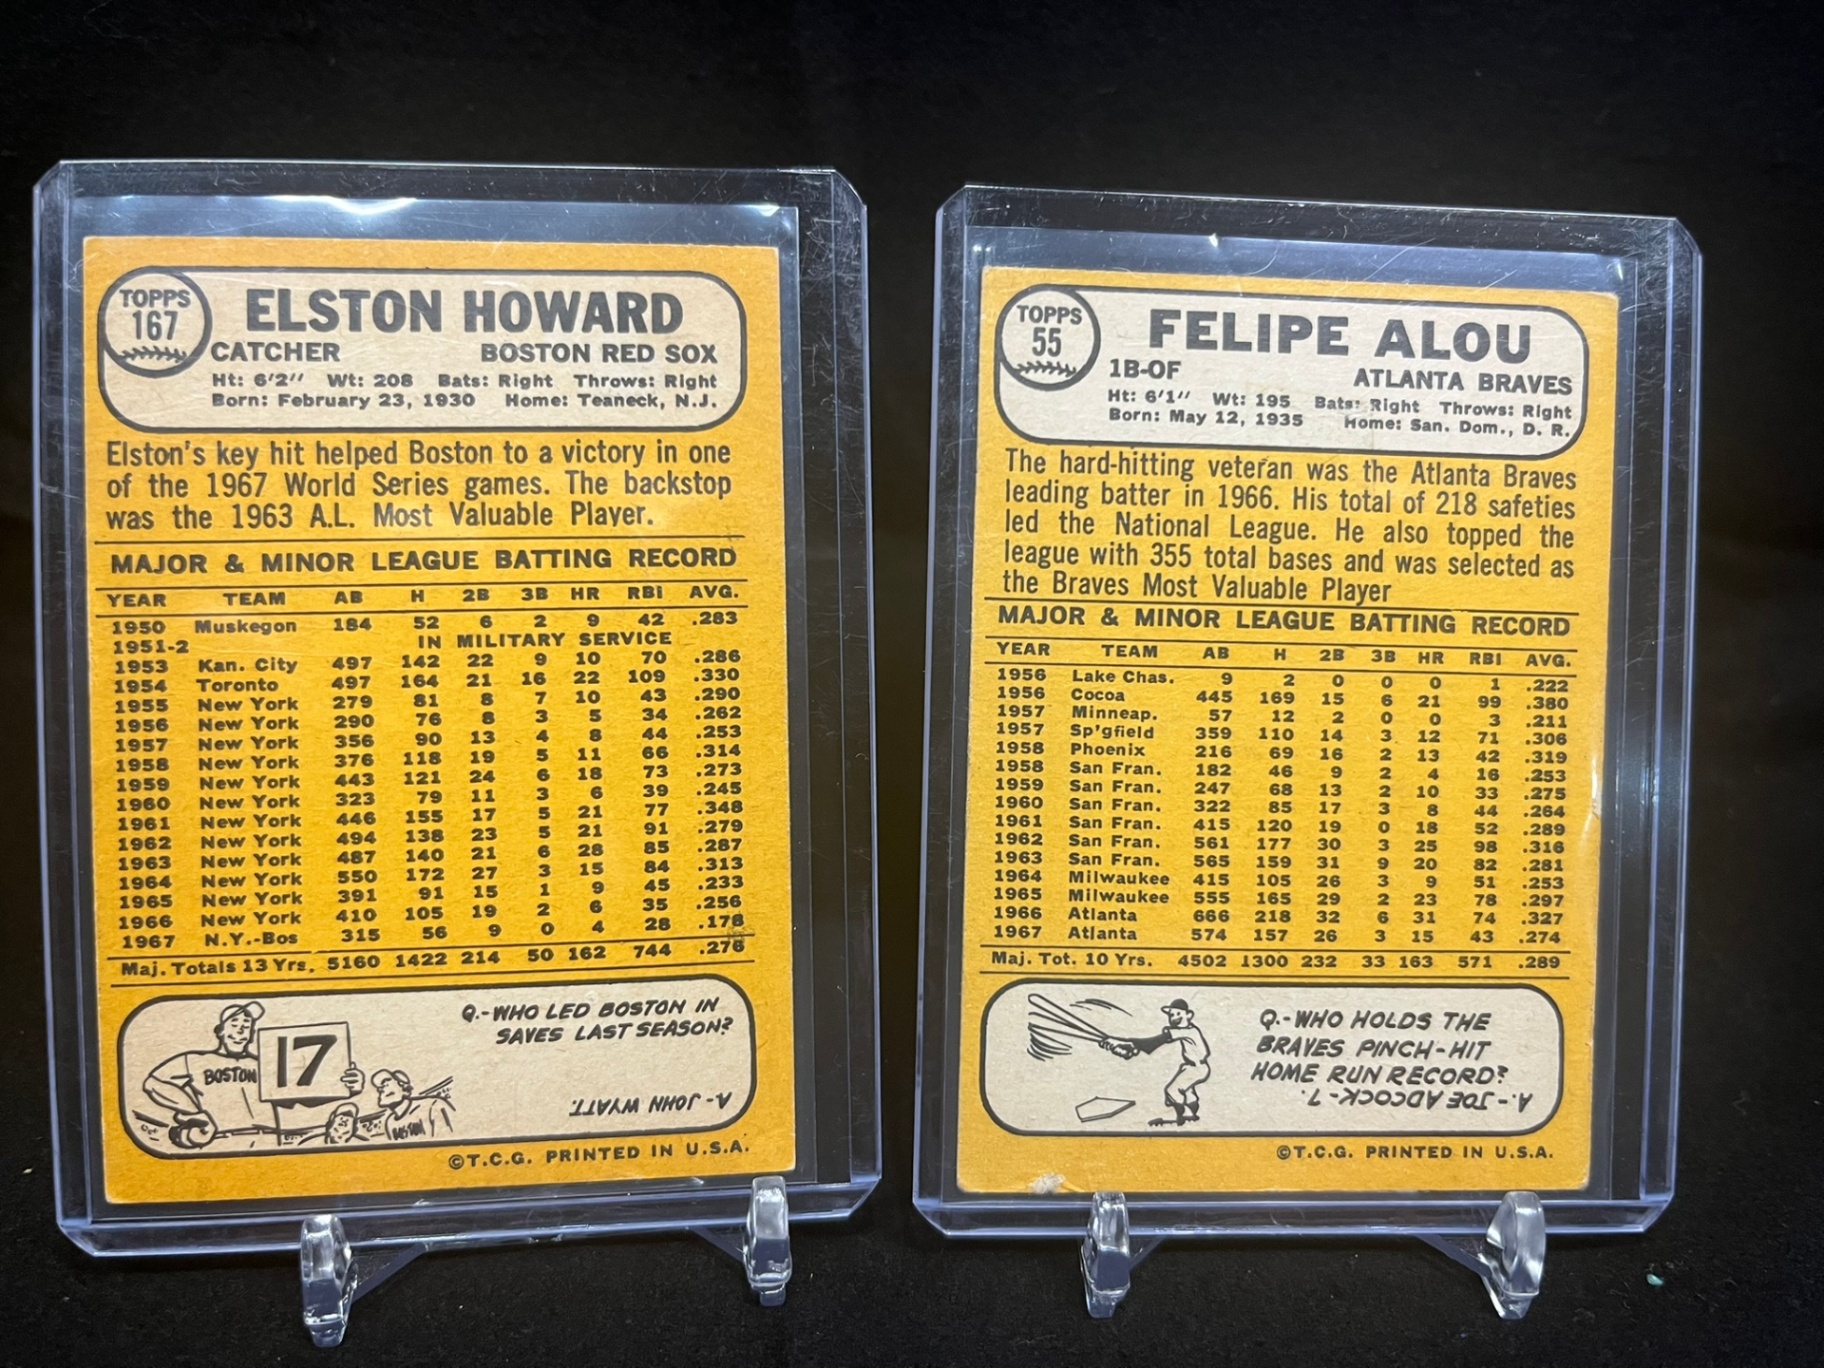 TOPPS
167
ELSTON HOWARD
CATCHER BOSTON RED SOX
Ht: 6'2" Wt: 208 Bats: Right Throws: Right
Born: February 23, 1930 Home: Teaneck, N.J.
Elston's key hit helped Boston to a victory in one
of the 1967 World Series games. The backstop
was the 1963 A.L. Most Valuable Player.
MAJOR & MINOR LEAGUE BATTING RECORD
YEAR TEAM AB H 2B 3B HR RBI AVG.
1950 Muskegon 184 52 6 2 9 42 .283
1951-2 IN MILITARY SERVICE
1953 Kan. City 497 142 22 9 10 70 .286
1954 Toronto 497 164 21 16 22 109 .330
1955 New York 279 81 8 7 10 43 .290
1956 New York 290 76 8 3 5 34 .262
1957 New York 356 90 13 4 8 44 .253
1958 New York 376 118 19 5 11 66 .314
1959 New York 443 121 24 6 18 73 .273
1960 New York 323 79 11 3 6 39 .245
1961 New York 446 155 17 5 21 77 .348
1962 New York 494 138 23 5 21 91 .279
1963 New York 487 140 21 6 28 85 .287
1964 New York 550 172 27 3 15 84 .313
1965 New York 391 91 15 1 9 45 .233
1966 New York 410 105 19 2 6 35 .256
1967 N.Y.-Bos 315 56 9 0 4 28 .178
Maj. Totals 13 Yrs. 5160 1422 214 50 162 744 .276
BOSTON
17
BOSTON
Q.-WHO LED BOSTON IN
SAVES LAST SEASON?
A.- JOHN WYATT.
©T.C.G. PRINTED IN U.S.A.
TOPPS
55
FELIPE ALOU
1B-OF ATLANTA BRAVES
Ht: 6'1" Wt: 195 Bats: Right Throws: Right
Born: May 12, 1935 Home: San. Dom., D. R.
The hard-hitting veteran was the Atlanta Braves
leading batter in 1966. His total of 218 safeties
led the National League. He also topped the
league with 355 total bases and was selected as
the Braves Most Valuable Player
MAJOR & MINOR LEAGUE BATTING RECORD
YEAR TEAM AB H 2B 3B HR RBI AVG.
1956 Lake Chas. 9 2 0 0 0 1 .222
1956 Cocoa 445 169 15 6 21 99 .380
1957 Minneap. 57 12 2 0 0 3 .211
1957 Sp'gfield 359 110 14 3 12 71 .306
1958 Phoenix 216 69 16 2 13 42 .319
1958 San Fran. 182 46 9 2 4 16 .253
1959 San Fran. 247 68 13 2 10 33 .275
1960 San Fran. 322 85 17 3 8 44 .264
1961 San Fran. 415 120 19 0 18 52 .289
1962 San Fran. 561 177 30 3 25 98 .316
1963 San Fran. 565 159 31 9 20 82 .281
1964 Milwaukee 415 105 26 3 9 51 .253
1965 Milwaukee 555 165 29 2 23 78 .297
1966 Atlanta 666 218 32 6 31 74 .327
1967 Atlanta 574 157 26 3 15 43 .274
Maj. Tot. 10 Yrs. 4502 1300 232 33 163 571 .289
Q.-WHO HOLDS THE
BRAVES PINCH-HIT
HOME RUN RECORD?
A.-JOE ADCOCK-7.
©T.C.G. PRINTED IN U.S.A.